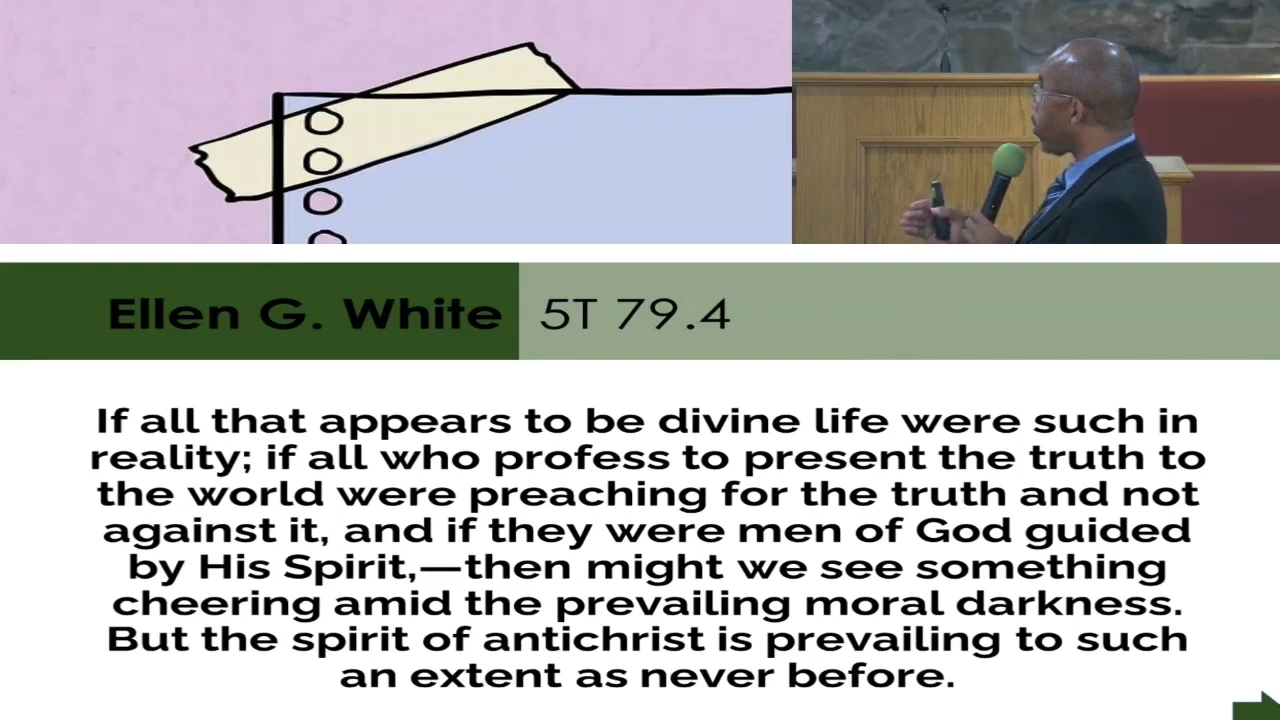 Ellen G. White 5T 79.4
If all that appears to be divine life were such in
reality; if all who profess to present the truth to
the world were preaching for the truth and not
against it, and if they were men of God guided
by His Spirit,—then might we see something
cheering amid the prevailing moral darkness.
But the spirit of antichrist is prevailing to such
an extent as never before.